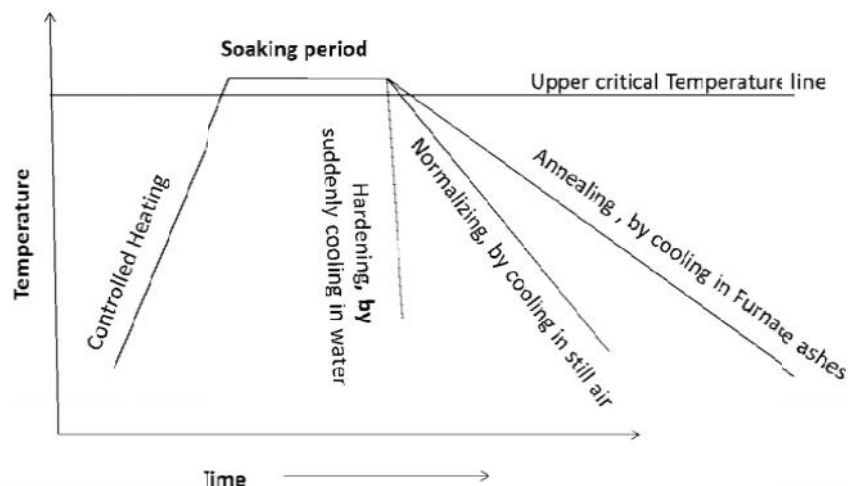 Soaking period
Upper critical Temperature line
Temperature
Controlled Heating
Hardening, by
suddenly cooling in water
Normalizing, by cooling in still air
Annealing , by cooling in Furnace ashes
Time